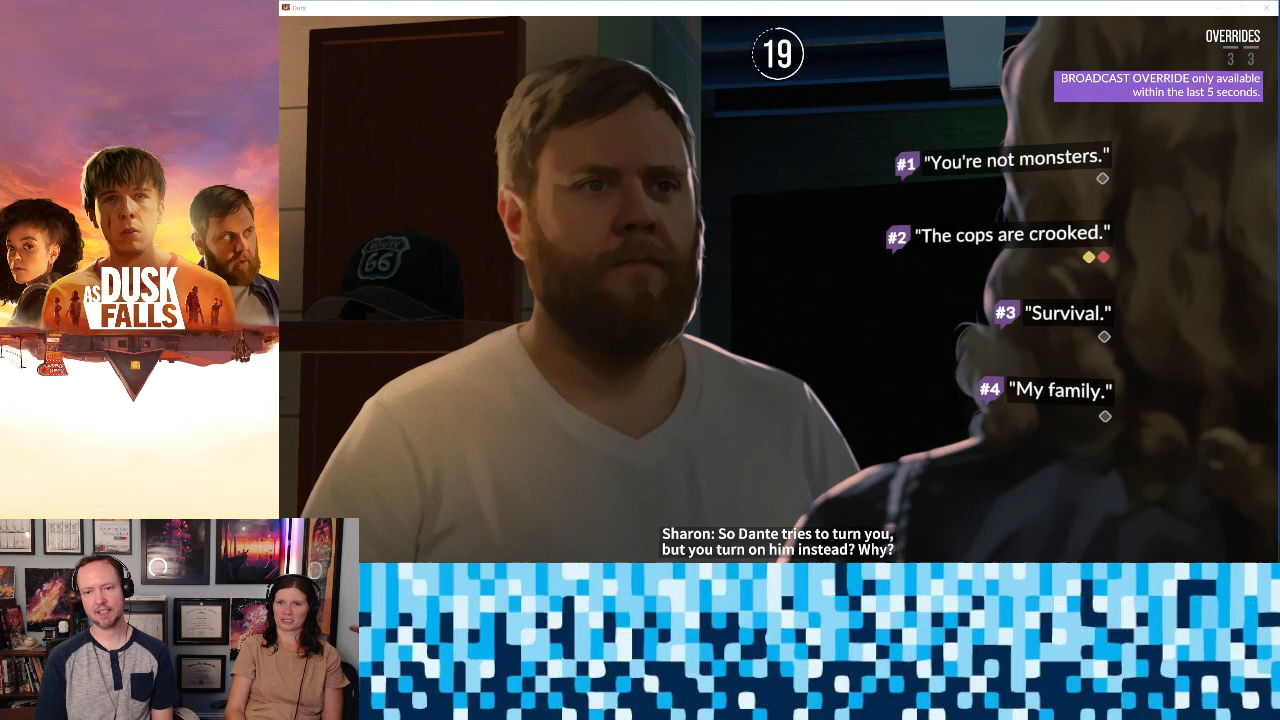 Dusk
19
OVERRIDES
3 3
BROADCAST OVERRIDE only available
within the last 5 seconds.
#1 "You're not monsters."
#2 "The cops are crooked."
#3 "Survival."
#4 "My family."
ROUTE
66
AS DUSK
FALLS
Sharon: So Dante tries to turn you,
but you turn on him instead? Why?